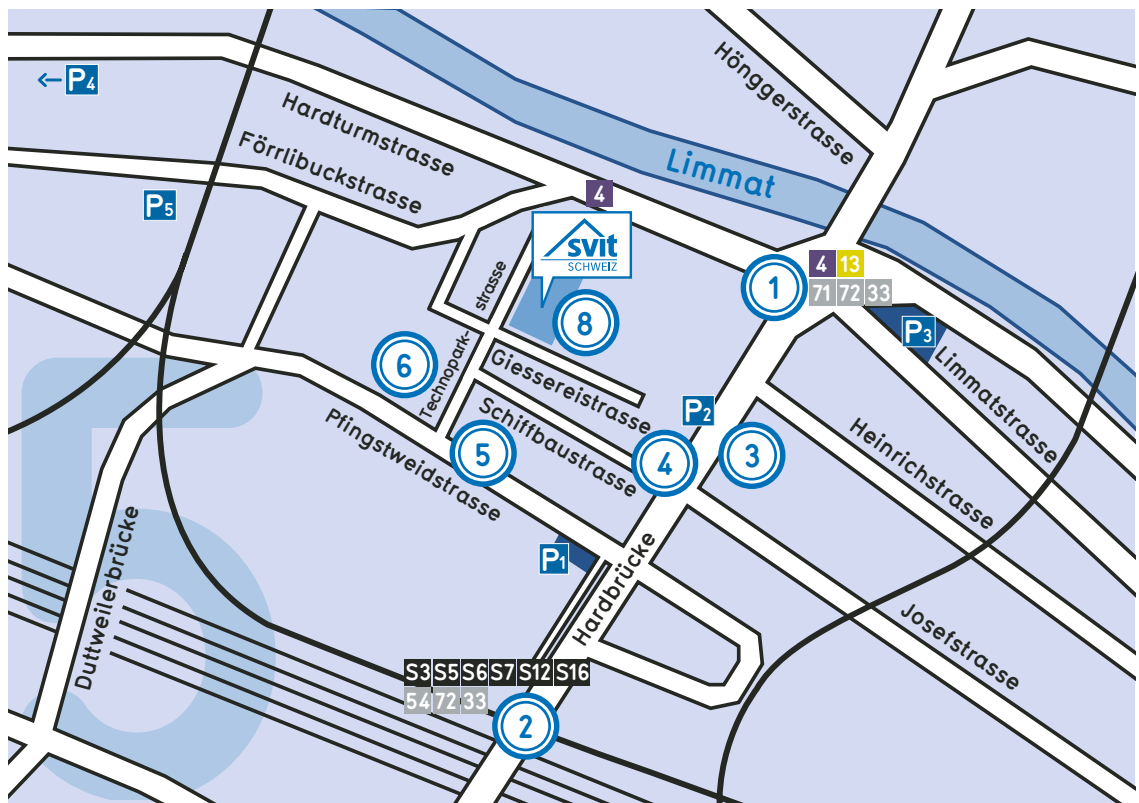 Hönggerstrasse
← P4
Hardturmstrasse
Förrlibuckstrasse
Limmat
4
P5
svit
SCHWEIZ
4 13
71 72 33
1
8
Technopark-
strasse
6
P3
Limmatstrasse
Giessereistrasse
P2
Heinrichstrasse
Schiffbaustrasse
Pfingstweidstrasse
5
4
3
5
P1
Hardbrücke
Duttweilerbrücke
Josefstrasse
S3 S5 S6 S7 S12 S16
54 72 33
2